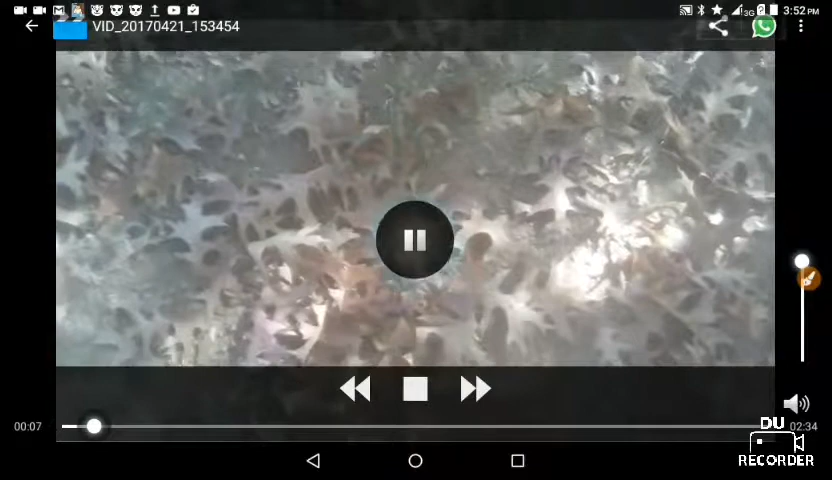 3G 3:52 PM
VID_20170421_153454
00:07
02:34
DU
RECORDER